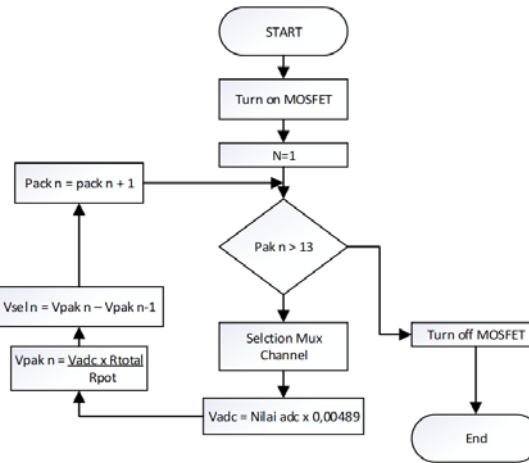 START
Turn on MOSFET
N=1
Pack n = pack n + 1
Pak n > 13
Vsel n = Vpak n – Vpak n-1
Selction Mux
Channel
Turn off MOSFET
Vpak n = Vadc x Rtotal
Rpot
Vadc = Nilai adc x 0,00489
End